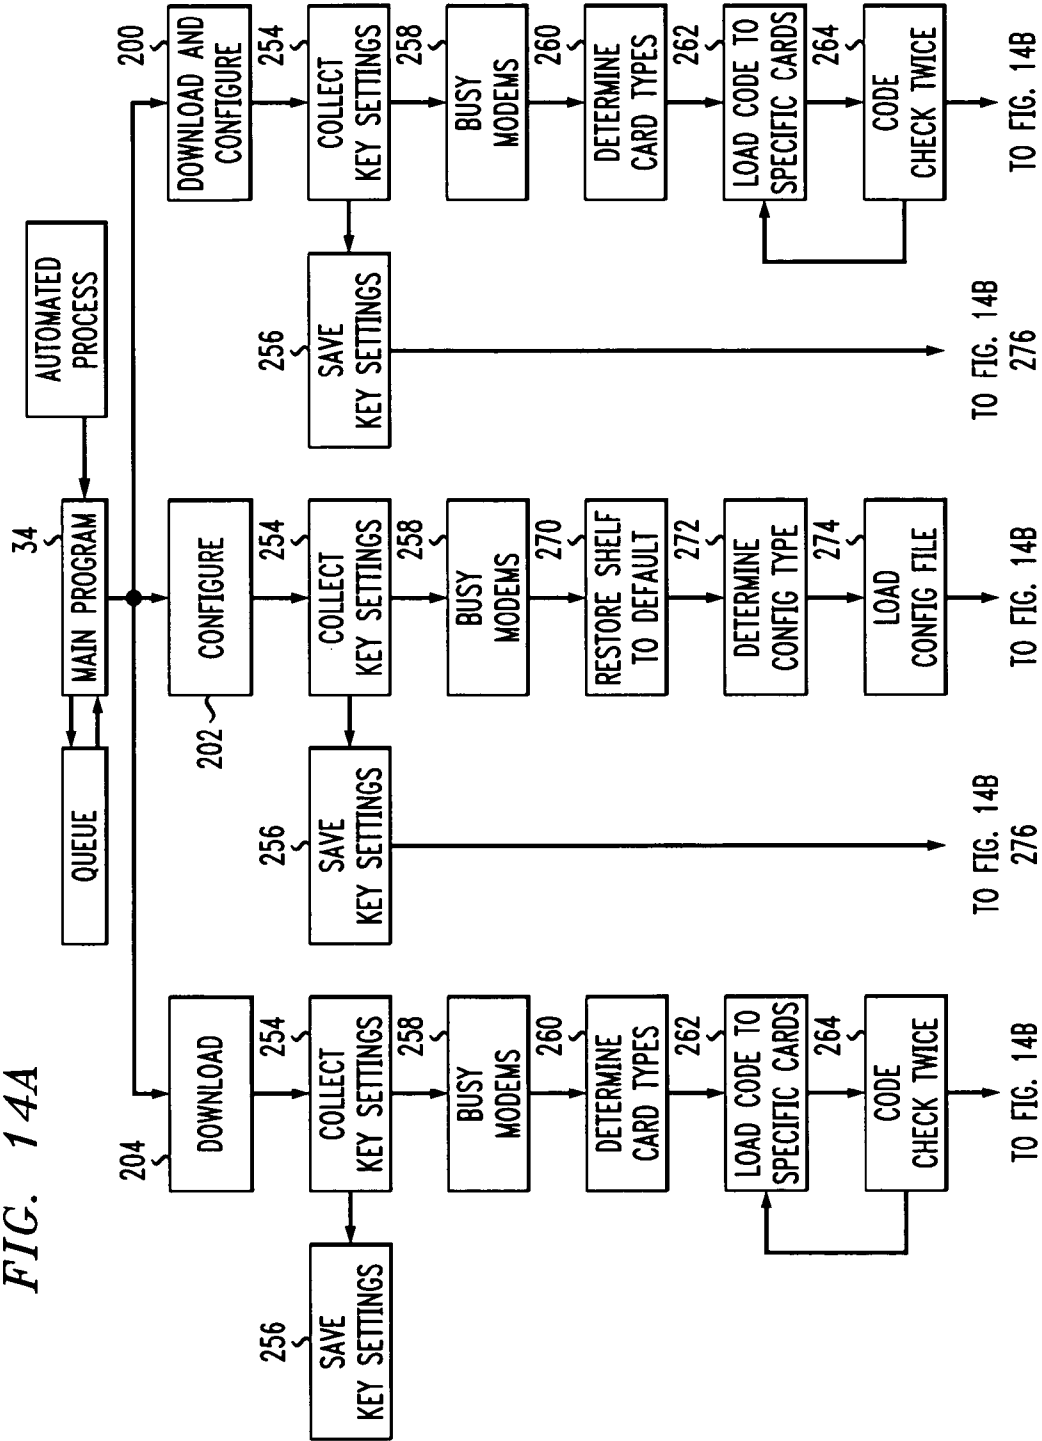 FIG. 14A
QUEUE
34
MAIN PROGRAM
AUTOMATED
PROCESS
204
DOWNLOAD
202
CONFIGURE
200
DOWNLOAD AND
CONFIGURE
256
SAVE
KEY SETTINGS
254
COLLECT
KEY SETTINGS
256
SAVE
KEY SETTINGS
254
COLLECT
KEY SETTINGS
256
SAVE
KEY SETTINGS
254
COLLECT
KEY SETTINGS
258
BUSY
MODEMS
258
BUSY
MODEMS
258
BUSY
MODEMS
260
DETERMINE
CARD TYPES
270
RESTORE SHELF
TO DEFAULT
260
DETERMINE
CARD TYPES
262
LOAD CODE TO
SPECIFIC CARDS
272
DETERMINE
CONFIG TYPE
262
LOAD CODE TO
SPECIFIC CARDS
264
CODE
CHECK TWICE
274
LOAD
CONFIG FILE
264
CODE
CHECK TWICE
TO FIG. 14B
TO FIG. 14B
276
TO FIG. 14B
TO FIG. 14B
276
TO FIG. 14B